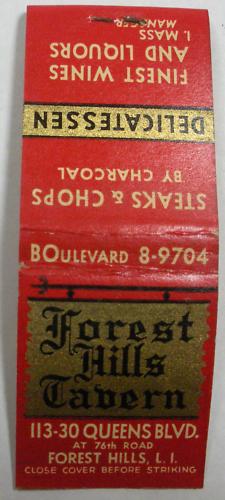 STEAKS & CHOPS
BY CHARCOAL
DELICATESSEN
FINEST WINES
AND LIQUORS
MANAGER
I. MASS
BOULEVARD 8-9704
Forest
Hills
Tavern
113-30 QUEENS BLVD.
AT 76th ROAD
FOREST HILLS, L. I.
CLOSE COVER BEFORE STRIKING